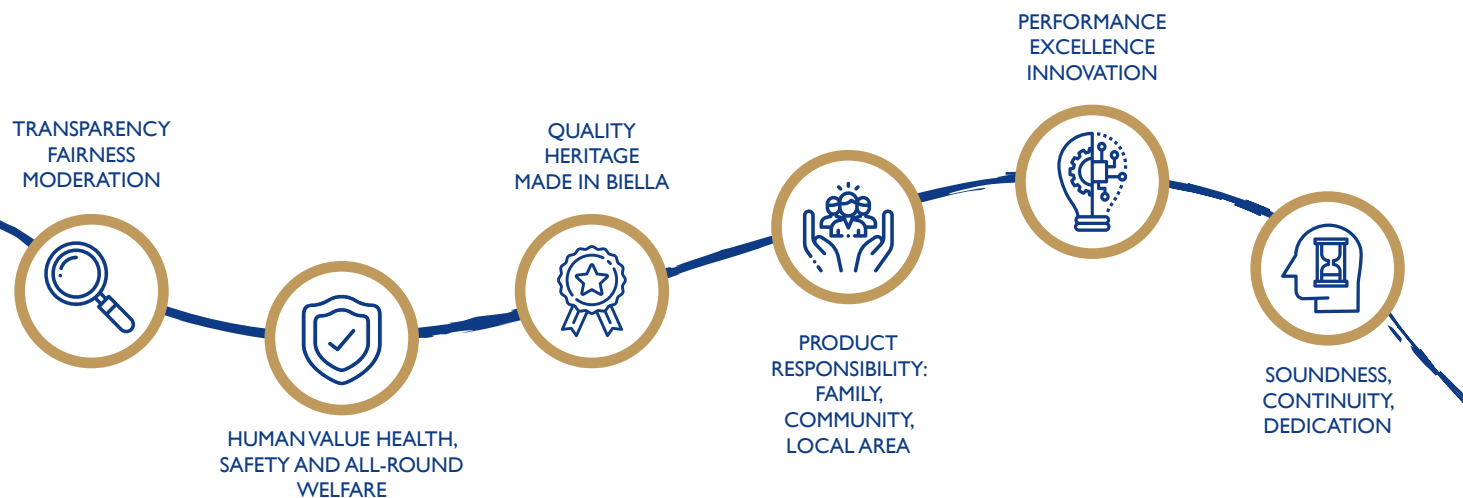 TRANSPARENCY
FAIRNESS
MODERATION
HUMAN VALUE HEALTH,
SAFETY AND ALL-ROUND
WELFARE
QUALITY
HERITAGE
MADE IN BIELLA
PRODUCT
RESPONSIBILITY:
FAMILY,
COMMUNITY,
LOCAL AREA
PERFORMANCE
EXCELLENCE
INNOVATION
SOUNDNESS,
CONTINUITY,
DEDICATION